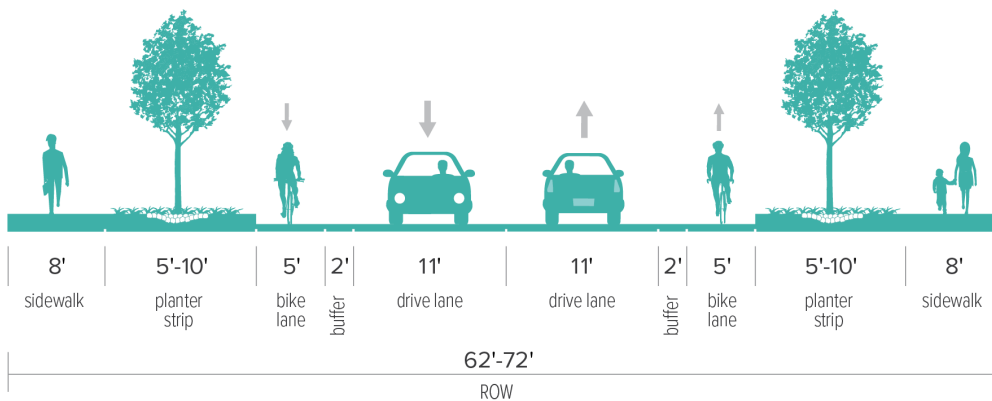 8' 5'-10' 5' 2' 11' 11' 2' 5' 5'-10' 8'
sidewalk
planter
strip
bike
lane
buffer
drive lane
drive lane
buffer
bike
lane
planter
strip
sidewalk
62'-72'
ROW